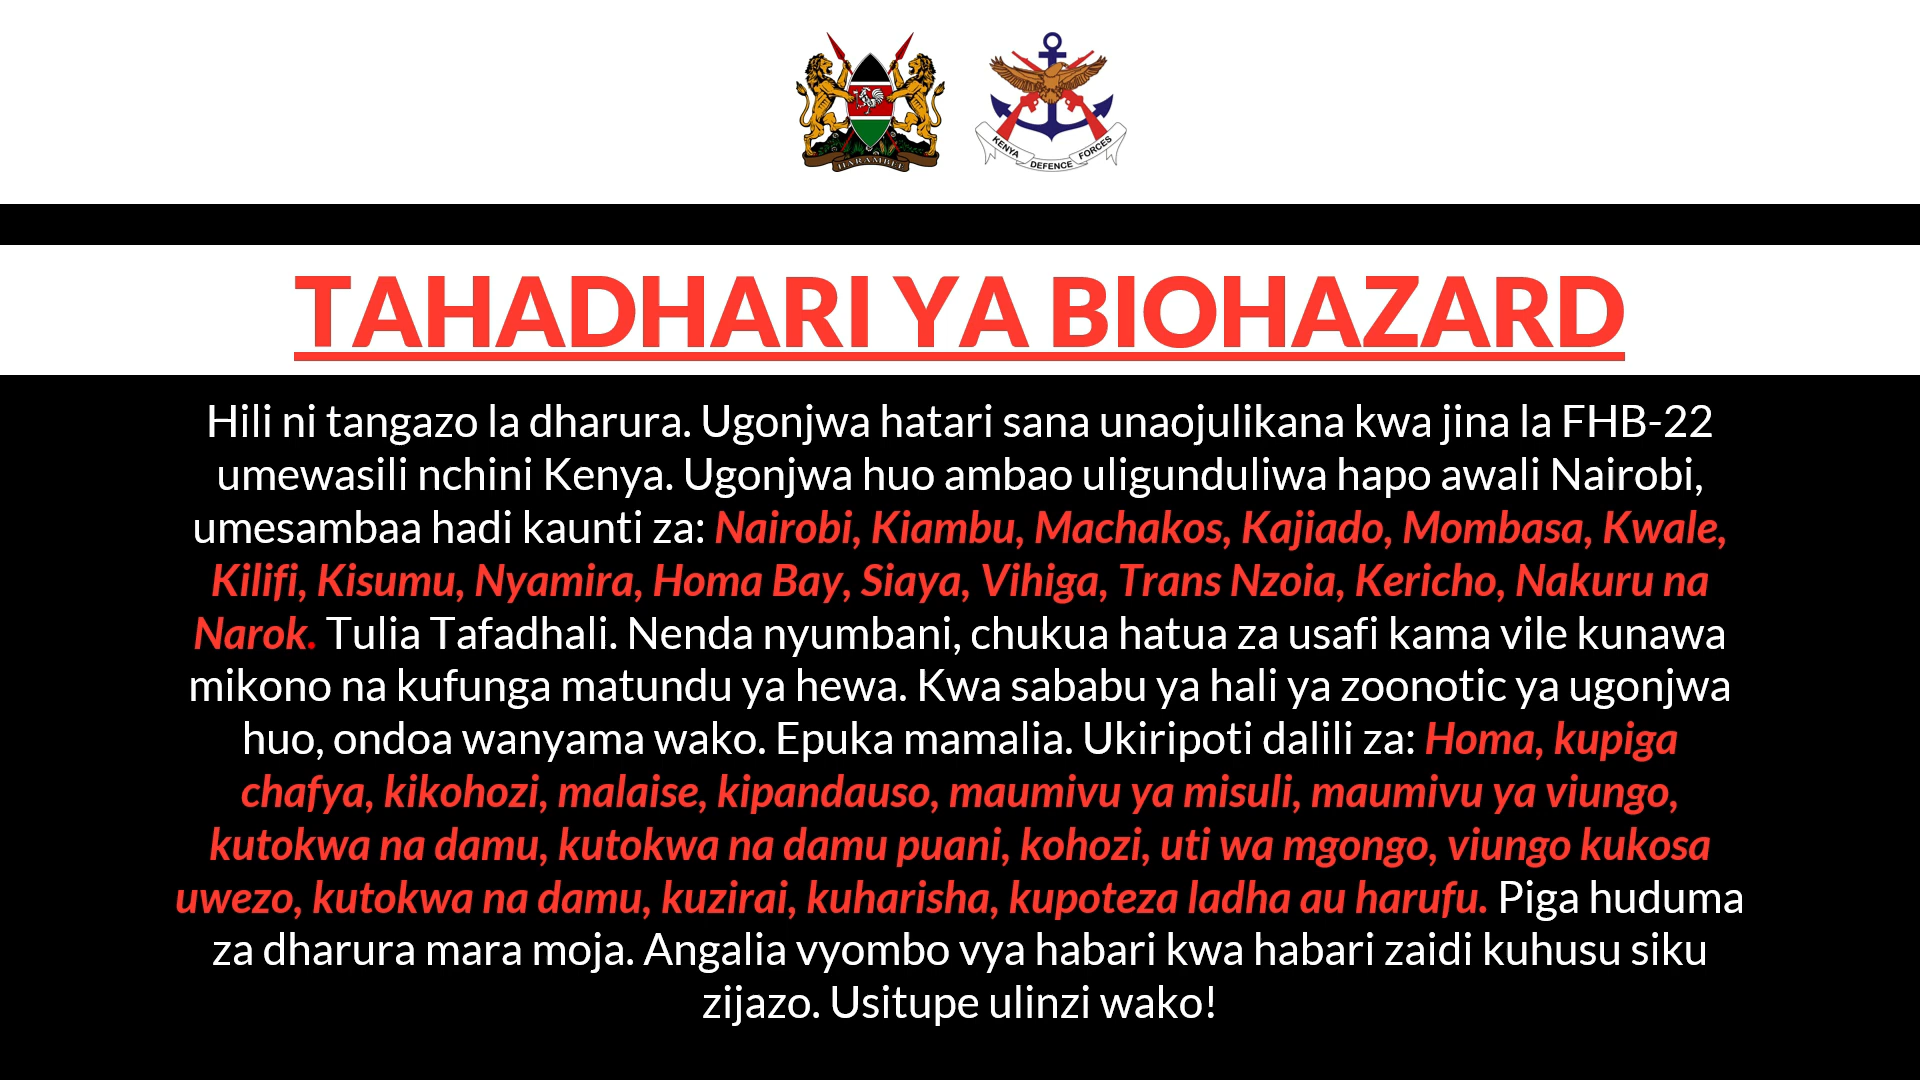 HARAMBEE
KENYA DEFENCE FORCES
TAHADHARI YA BIOHAZARD
Hili ni tangazo la dharura. Ugonjwa hatari sana unaojulikana kwa jina la FHB-22
umewasili nchini Kenya. Ugonjwa huo ambao uligunduliwa hapo awali Nairobi,
umesambaa hadi kaunti za: Nairobi, Kiambu, Machakos, Kajiado, Mombasa, Kwale,
Kilifi, Kisumu, Nyamira, Homa Bay, Siaya, Vihiga, Trans Nzoia, Kericho, Nakuru na
Narok. Tulia Tafadhali. Nenda nyumbani, chukua hatua za usafi kama vile kunawa
mikono na kufunga matundu ya hewa. Kwa sababu ya hali ya zoonotic ya ugonjwa
huo, ondoa wanyama wako. Epuka mamalia. Ukiripoti dalili za: Homa, kupiga
chafya, kikohozi, malaise, kipandauso, maumivu ya misuli, maumivu ya viungo,
kutokwa na damu, kutokwa na damu puani, kohozi, uti wa mgongo, viungo kukosa
uwezo, kutokwa na damu, kuzirai, kuharisha, kupoteza ladha au harufu. Piga huduma
za dharura mara moja. Angalia vyombo vya habari kwa habari zaidi kuhusu siku
zijazo. Usitupe ulinzi wako!